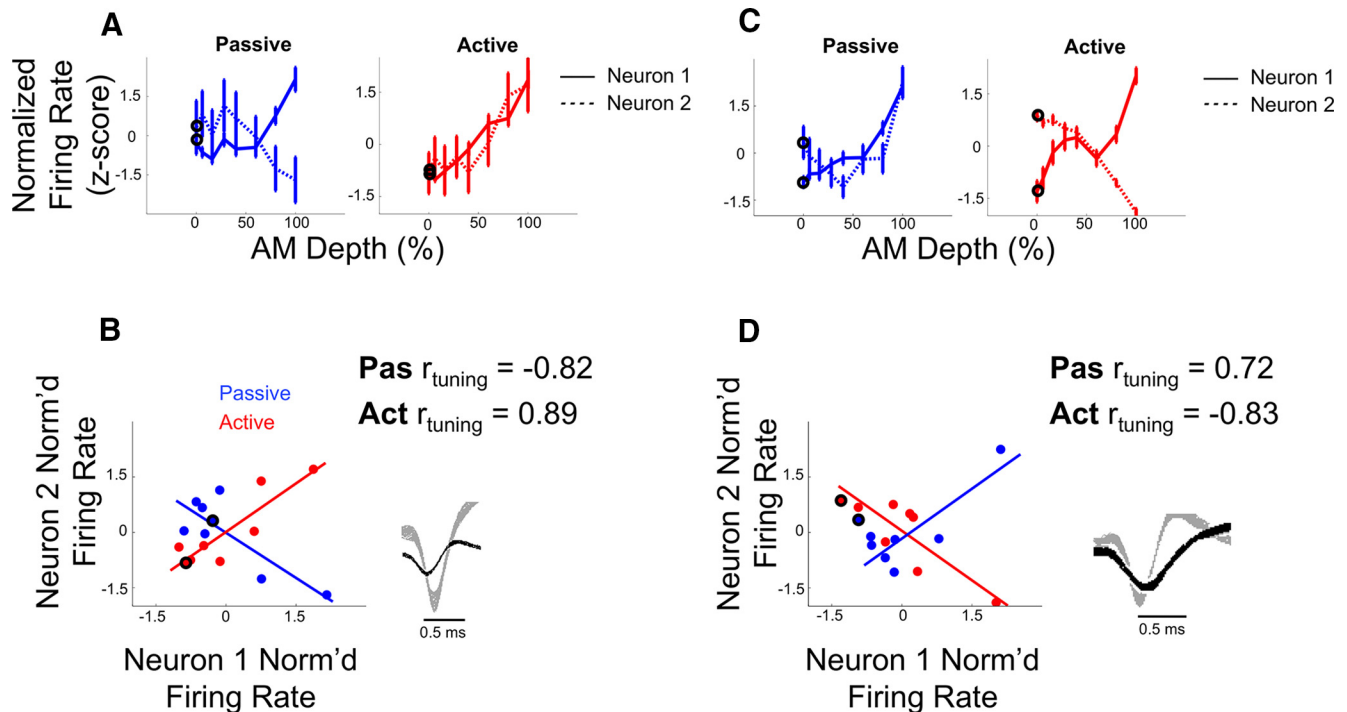 A
Passive
Active
Normalized
Firing Rate
(z-score)
1.5
0
-1.5
0
50
100
1.5
0
-1.5
0
50
100
Neuron 1
Neuron 2
AM Depth (%)
C
Passive
Active
1.5
0
-1.5
0
50
100
1.5
0
-1.5
0
50
100
Neuron 1
Neuron 2
AM Depth (%)
B
Neuron 2 Norm'd
Firing Rate
Passive
Active
1.5
0
-1.5
-1.5
0
1.5
Neuron 1 Norm'd
Firing Rate
Pas rtuning = -0.82
Act rtuning = 0.89
0.5 ms
D
Neuron 2 Norm'd
Firing Rate
1.5
0
-1.5
-1.5
0
1.5
Neuron 1 Norm'd
Firing Rate
Pas rtuning = 0.72
Act rtuning = -0.83
0.5 ms